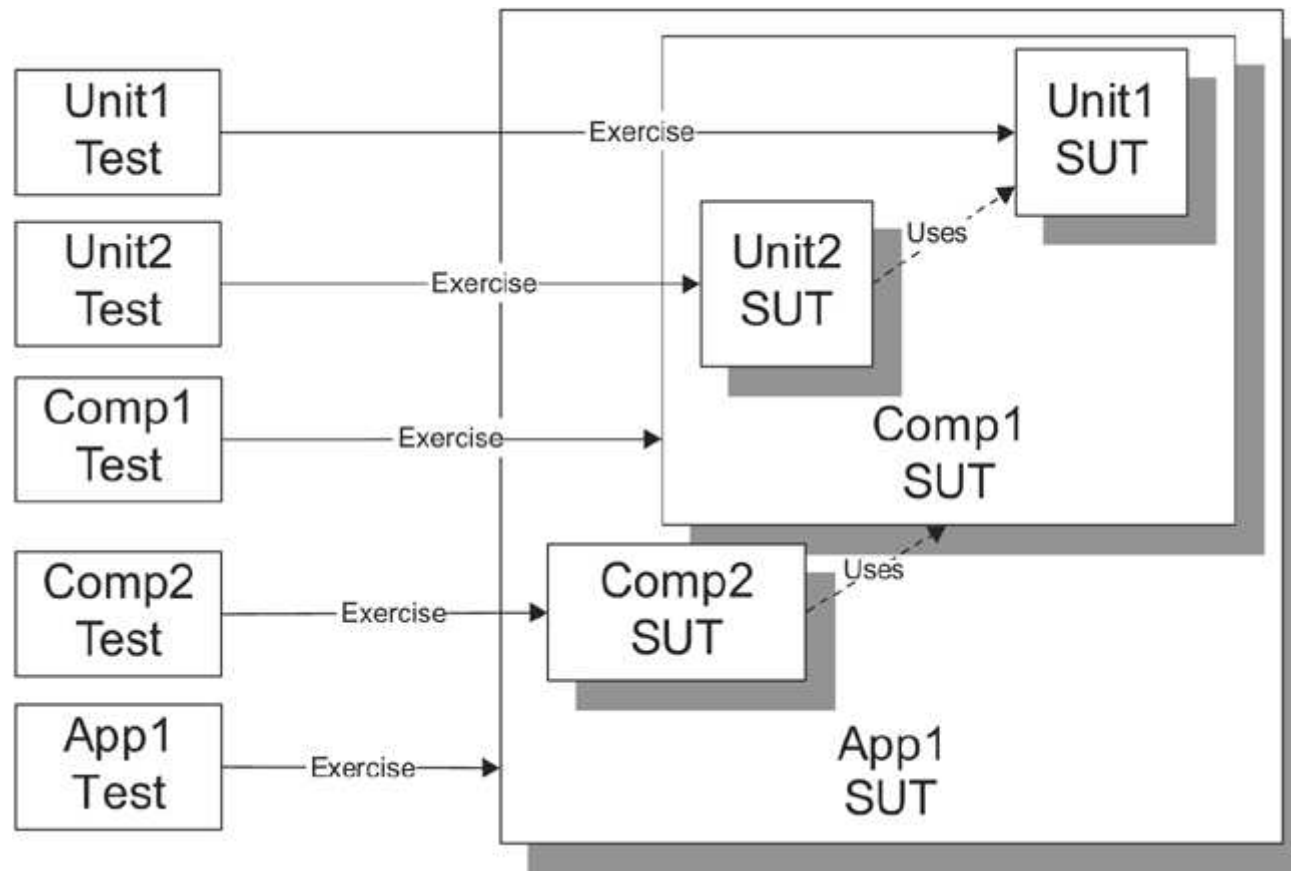 Unit1
Test
Exercise
Unit1
SUT
Unit2
Test
Exercise
Unit2
SUT
Uses
Comp1
Test
Exercise
Comp1
SUT
Comp2
Test
Exercise
Comp2
SUT
Uses
App1
Test
Exercise
App1
SUT